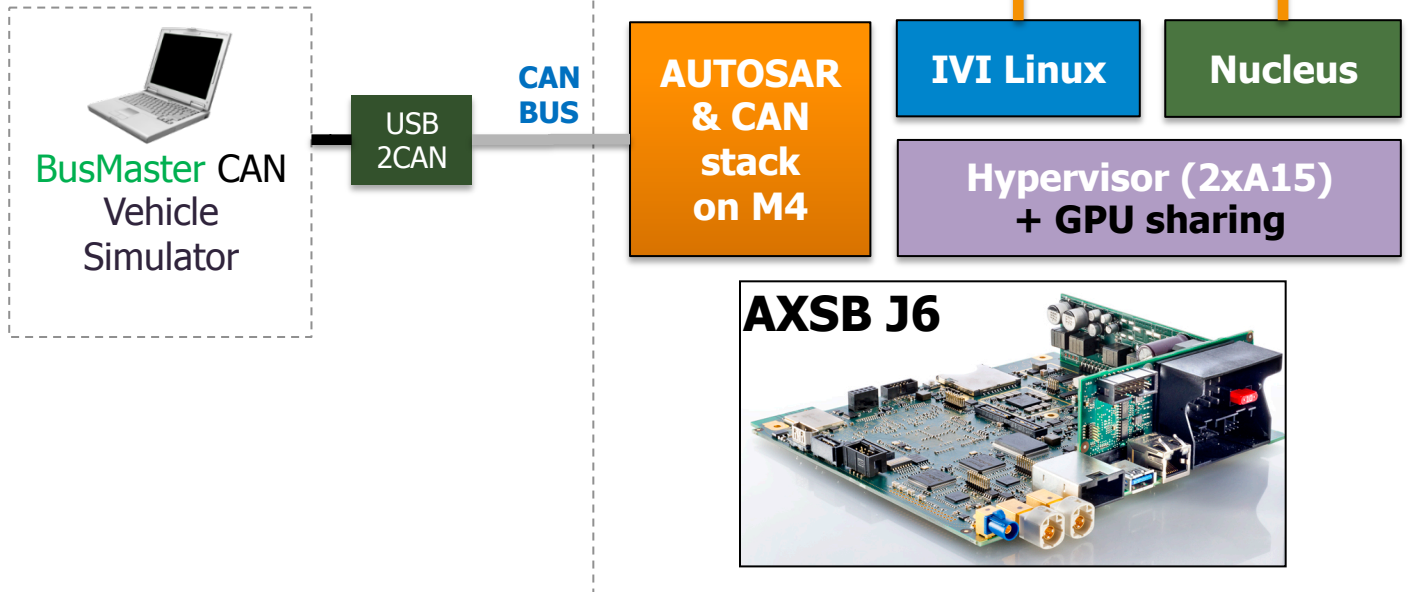 BusMaster CAN
Vehicle
Simulator
USB
2CAN
CAN
BUS
AUTOSAR
& CAN
stack
on M4
IVI Linux
Nucleus
Hypervisor (2xA15)
+ GPU sharing
AXSB J6